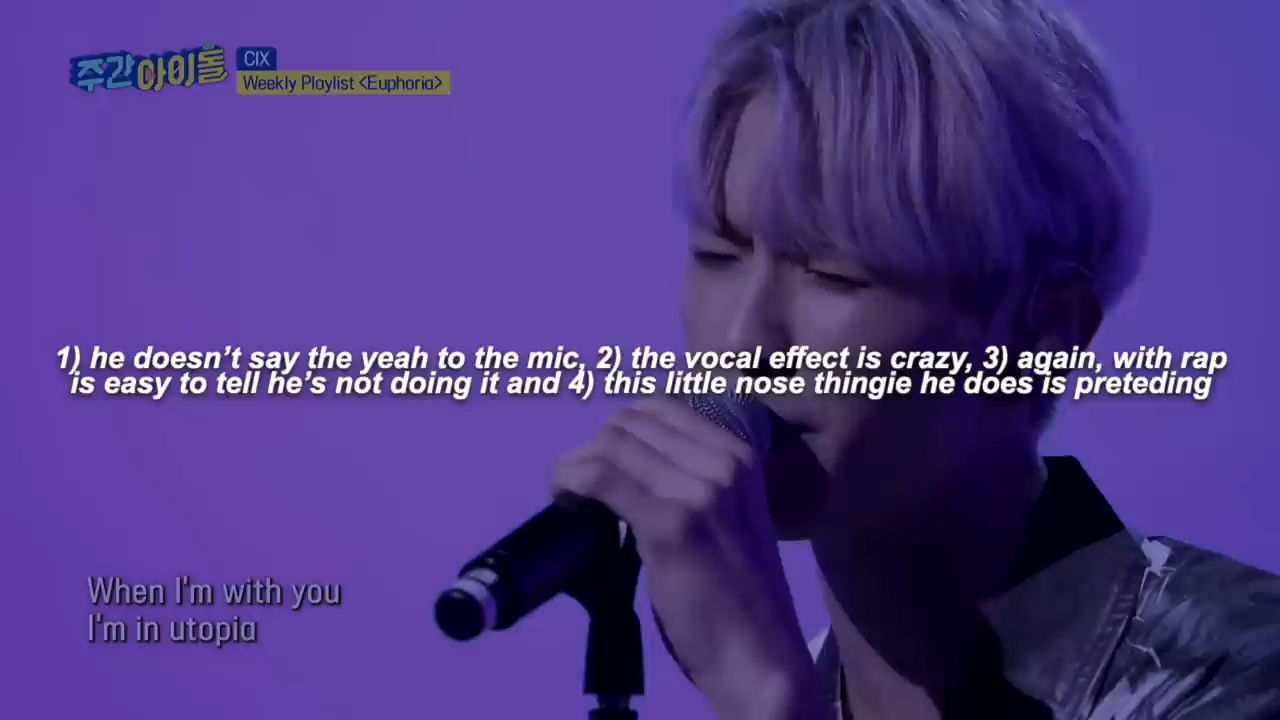 주간아이돌
CIX
Weekly Playlist <Euphoria>
1) he doesn't say the yeah to the mic, 2) the vocal effect is crazy, 3) again, with rap
is easy to tell he's not doing it and 4) this little nose thingie he does is preteding
When I'm with you
I'm in utopia